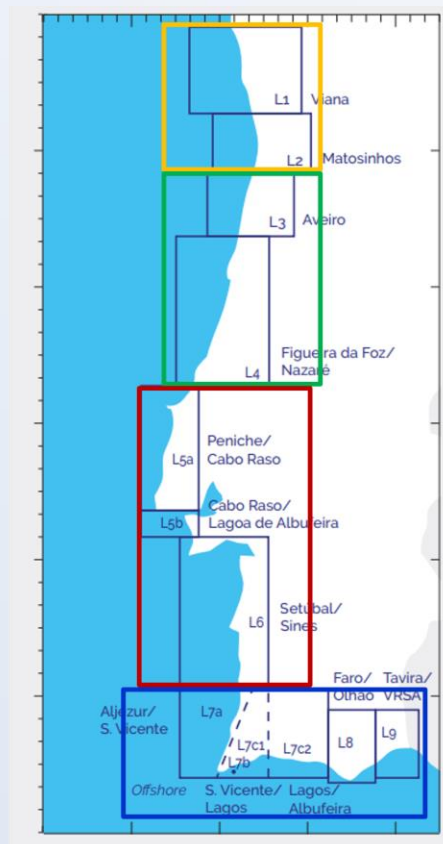 L1
Viana
L2
Matosinhos
L3
Aveiro
Figueira da Foz/
Nazaré
L4
Peniche/
Cabo Raso
L5a
Cabo Raso/
Lagoa de Albufeira
L5b
Setúbal/
Sines
L6
Faro/
Olhão
Tavira/
VRSA
Aljezur/
S. Vicente
L7a
L7c1
L7c2
L7b
L8
L9
Offshore
S. Vicente/
Lagos
Lagos/
Albufeira